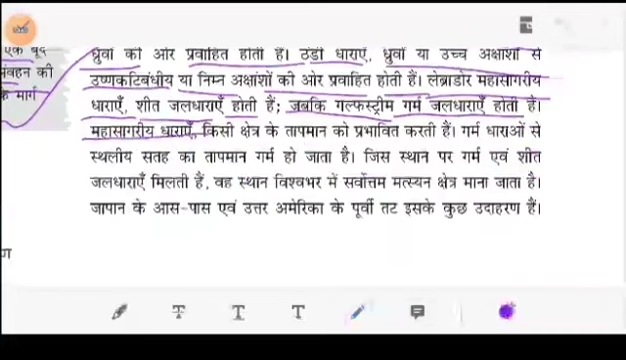 एक बूंद
संवहन की
के मार्ग
ध्रुवों की ओर प्रवाहित होती है। ठंडी धाराएँ, ध्रुवों या उच्च अक्षांशों से
उष्णकटिबंधीय या निम्न अक्षांशों की ओर प्रवाहित होती हैं। लेब्राडोर महासागरीय
धाराएँ, शीत जलधाराएँ होती हैं; जबकि गल्फस्ट्रीम गर्म जलधाराएँ होती हैं।
महासागरीय धाराएँ, किसी क्षेत्र के तापमान को प्रभावित करती हैं। गर्म धाराओं से
स्थलीय सतह का तापमान गर्म हो जाता है। जिस स्थान पर गर्म एवं शीत
जलधाराएँ मिलती हैं, वह स्थान विश्वभर में सर्वोत्तम मत्स्यन क्षेत्र माना जाता है।
जापान के आस-पास एवं उत्तर अमेरिका के पूर्वी तट इसके कुछ उदाहरण हैं।